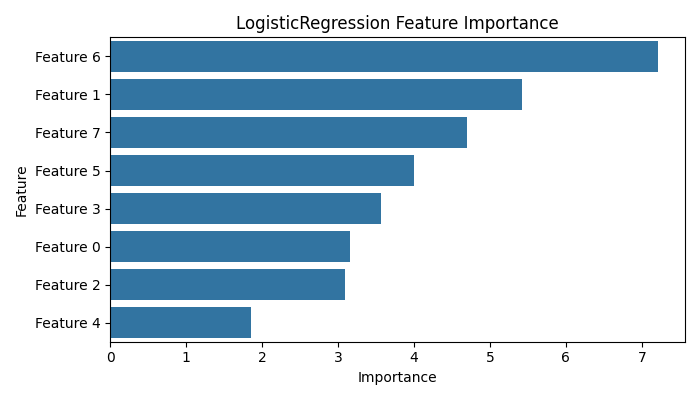 LogisticRegression Feature Importance
Feature
Feature 6
Feature 1
Feature 7
Feature 5
Feature 3
Feature 0
Feature 2
Feature 4
0 1 2 3 4 5 6 7
Importance